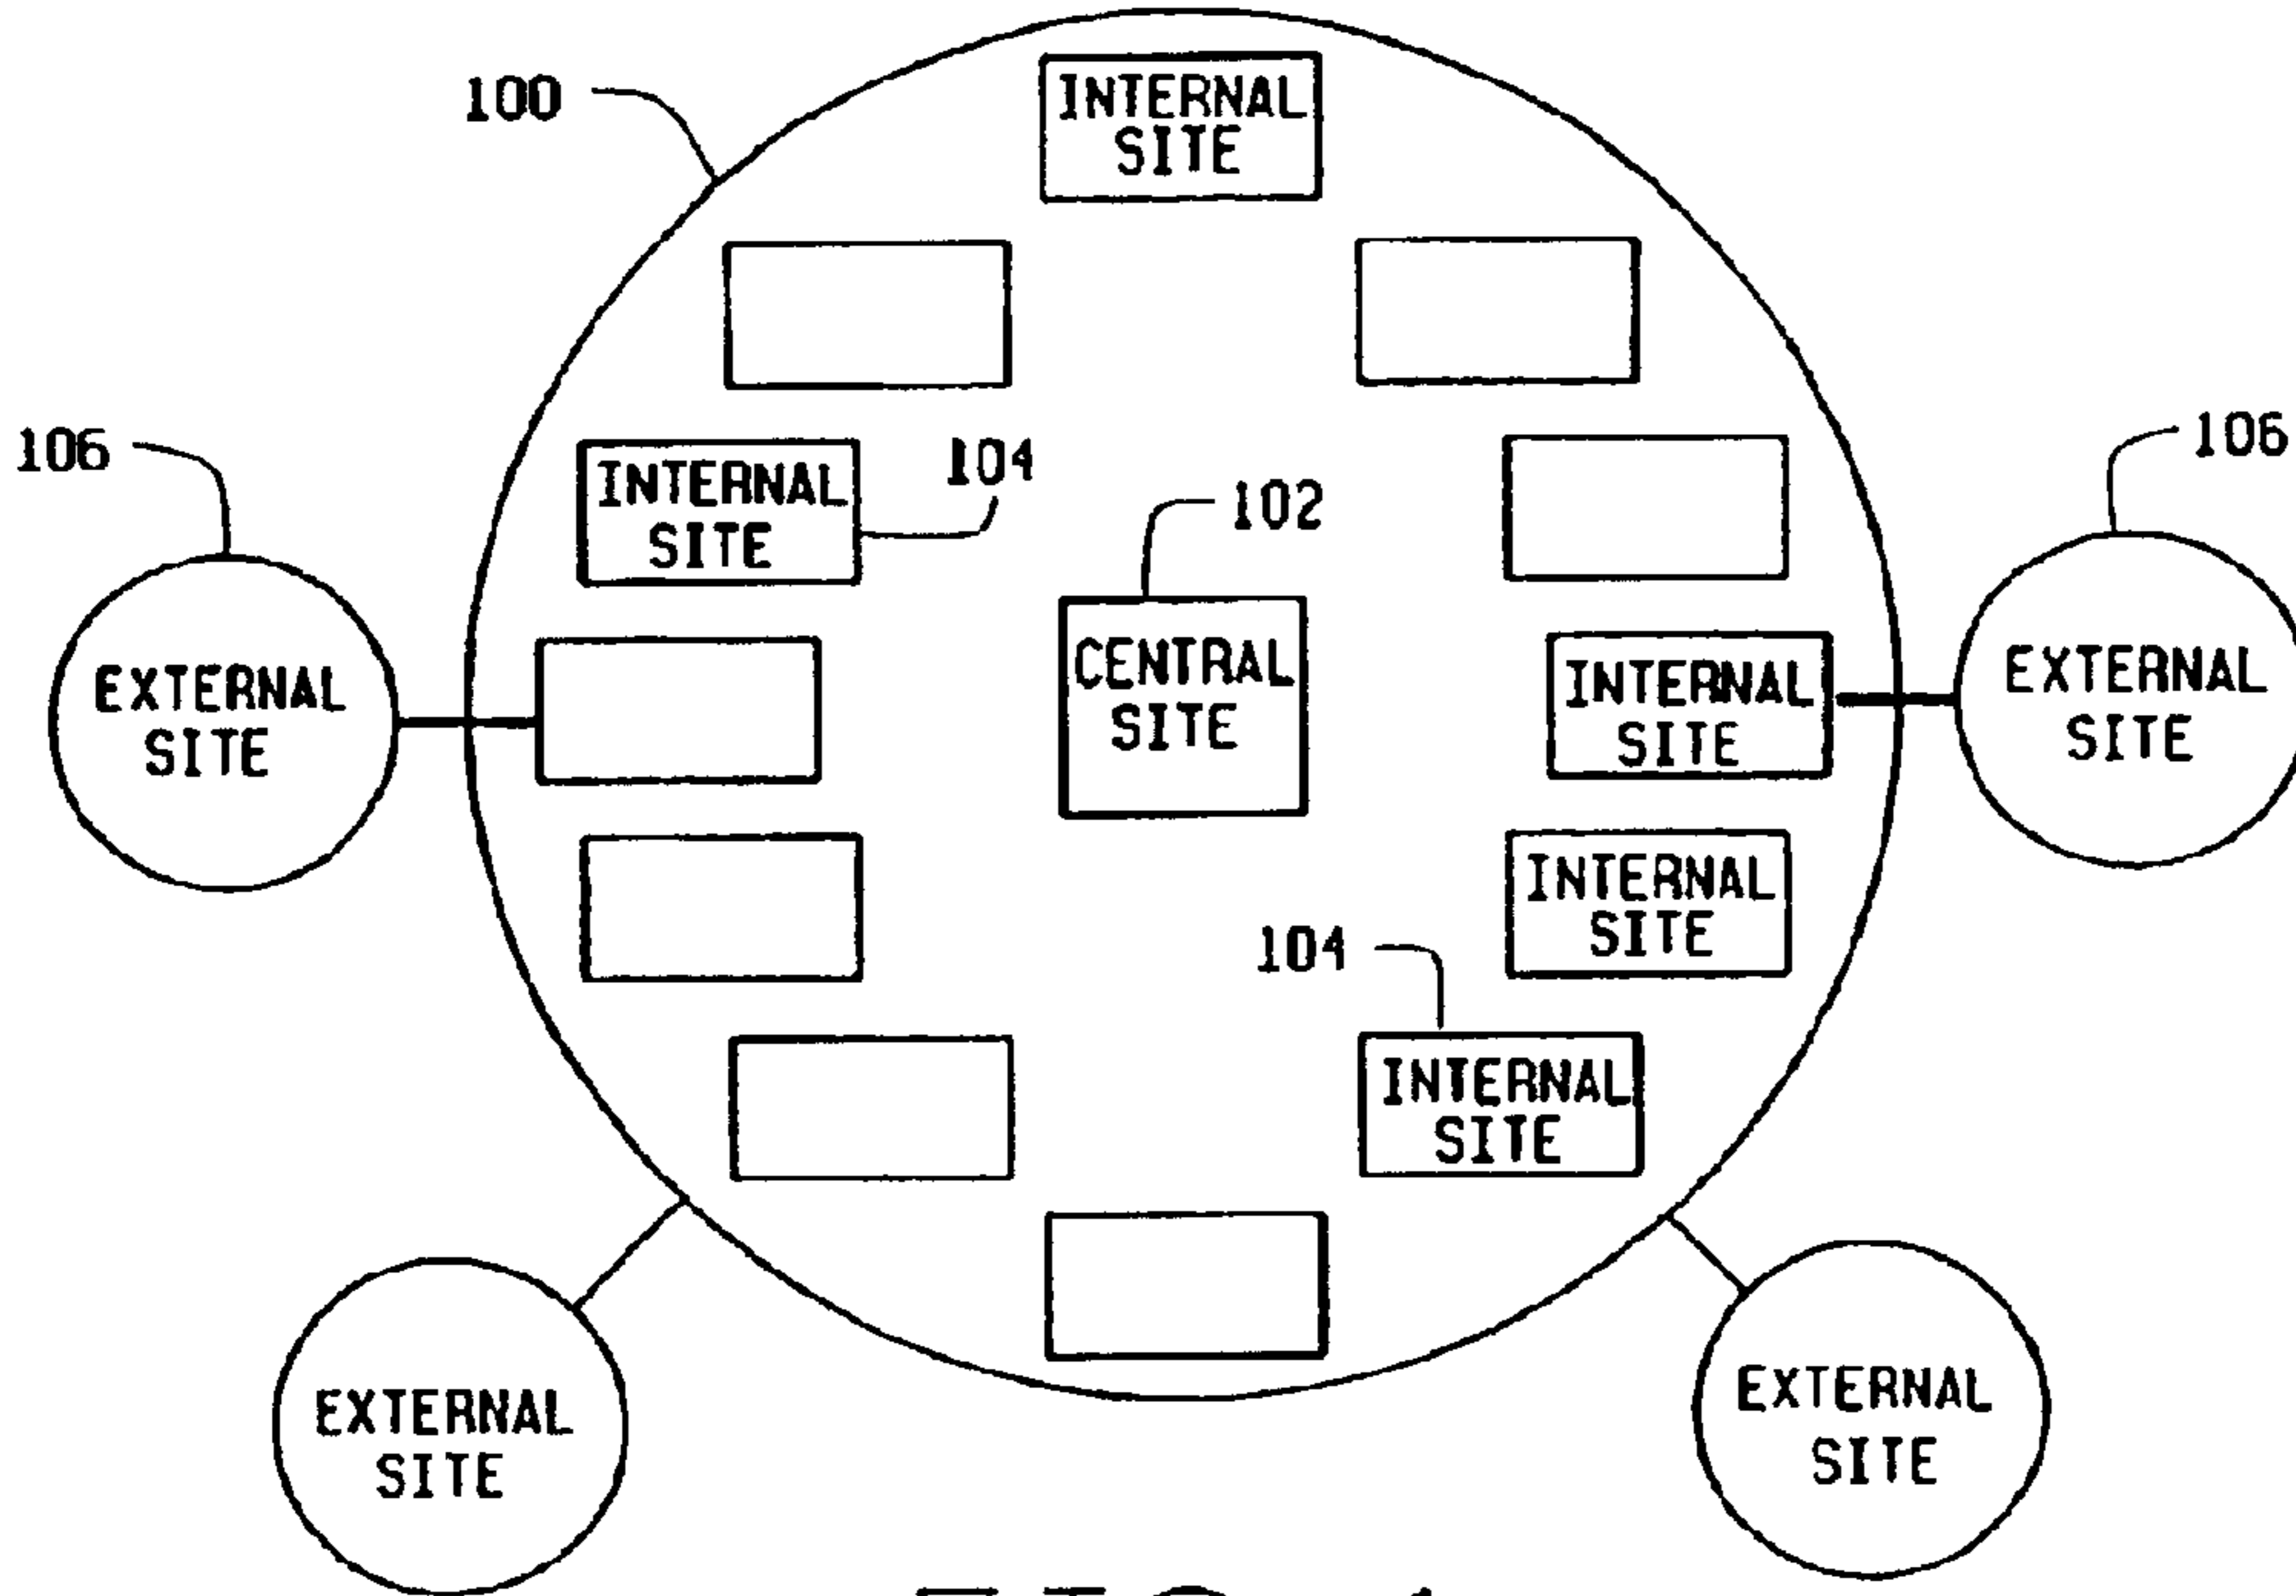 100
INTERNAL
SITE
106
INTERNAL
SITE
104
102
106
EXTERNAL
SITE
CENTRAL
SITE
INTERNAL
SITE
EXTERNAL
SITE
INTERNAL
SITE
104
INTERNAL
SITE
EXTERNAL
SITE
EXTERNAL
SITE